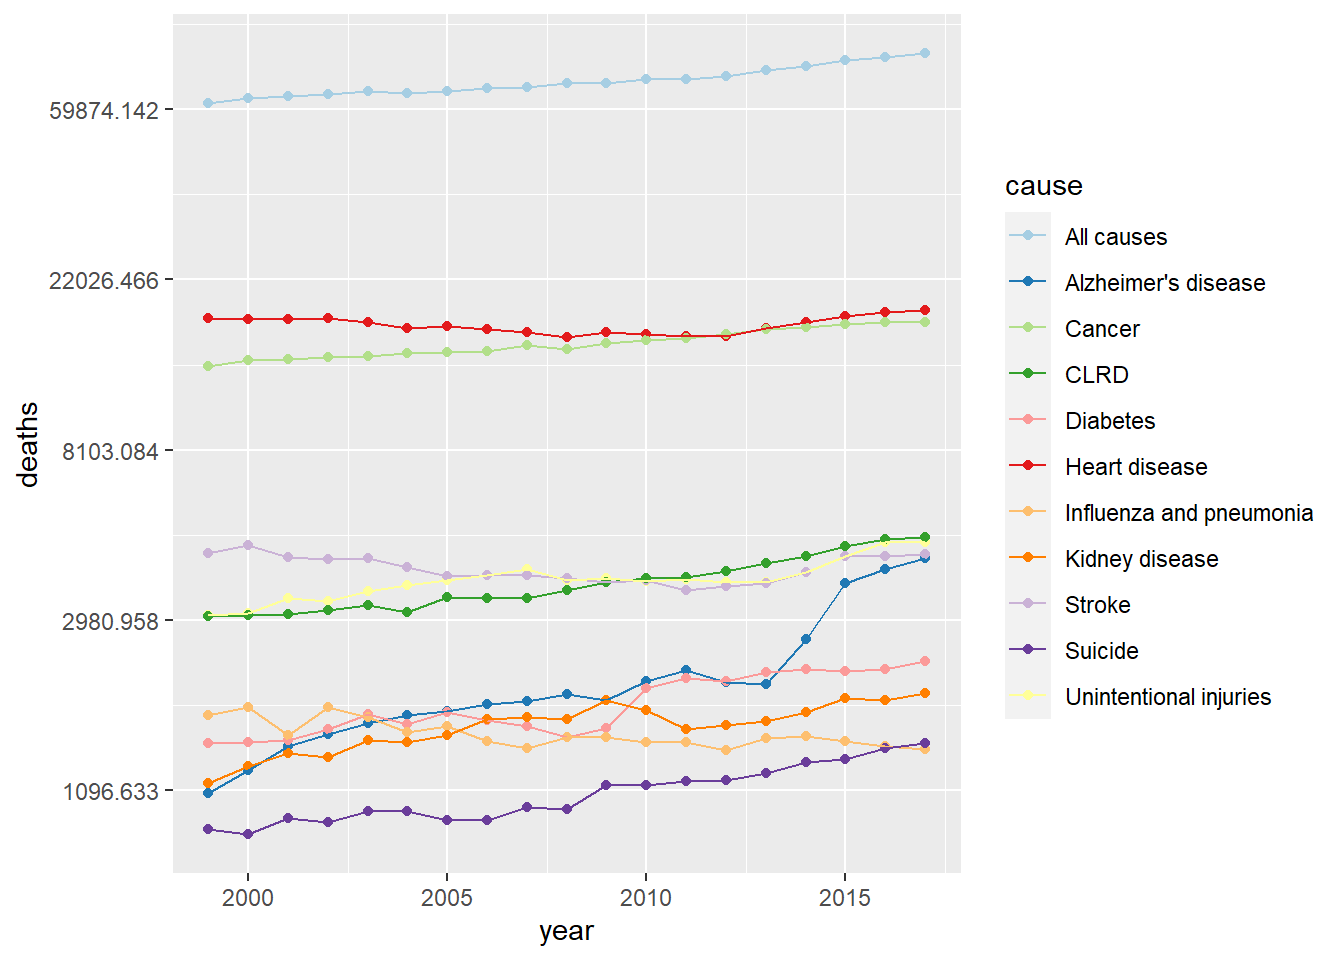 59874.142
22026.466
8103.084
2980.958
1096.633
deaths
2000
2005
2010
2015
year
cause
All causes
Alzheimer's disease
Cancer
CLRD
Diabetes
Heart disease
Influenza and pneumonia
Kidney disease
Stroke
Suicide
Unintentional injuries